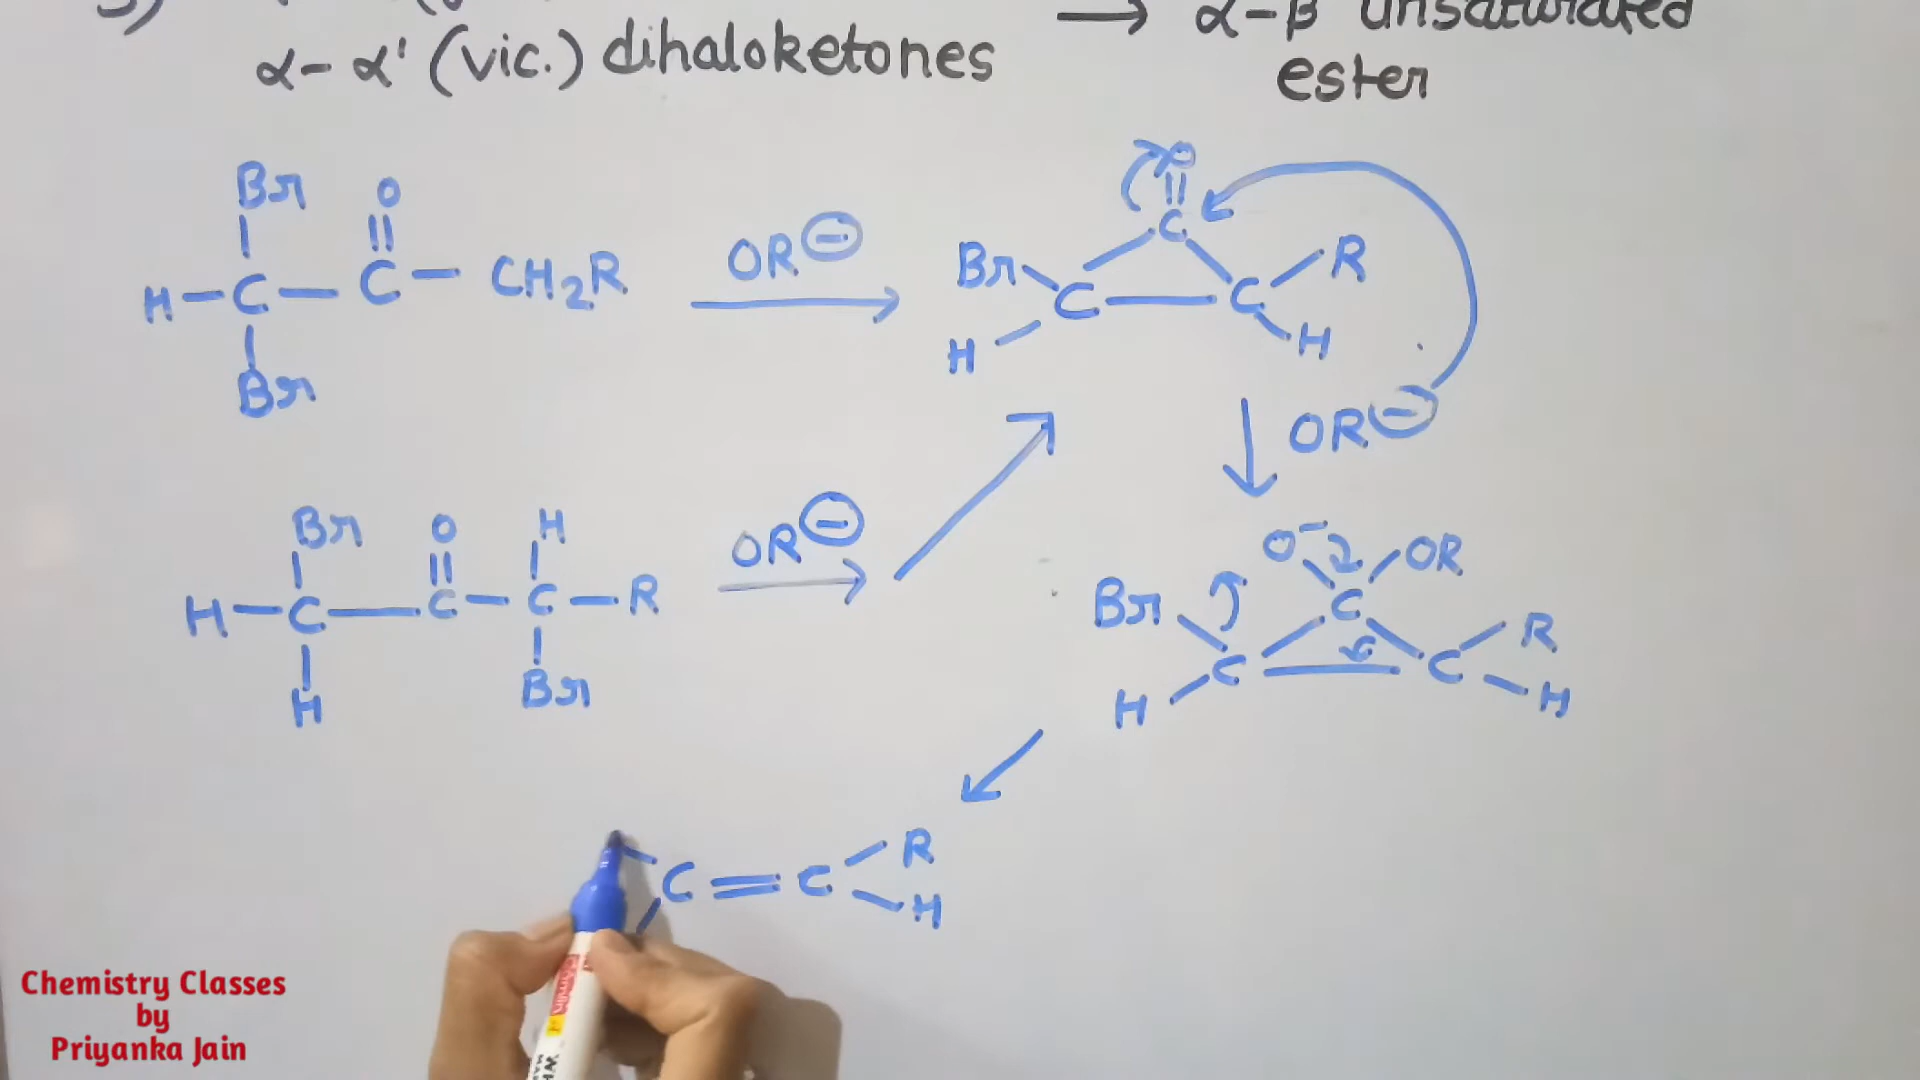 → α-β unsaturated
α-α' (vic.) dihaloketones
ester
Br O
H-C-C-CH2R
Br
OR⊖
O
Br C R
C C
H H
OR⊖
Br O H
H-C-C-C-R
H Br
OR⊖
O⁻ OR
Br C R
C C
H H
C=C R
H
Chemistry Classes
by
Priyanka Jain